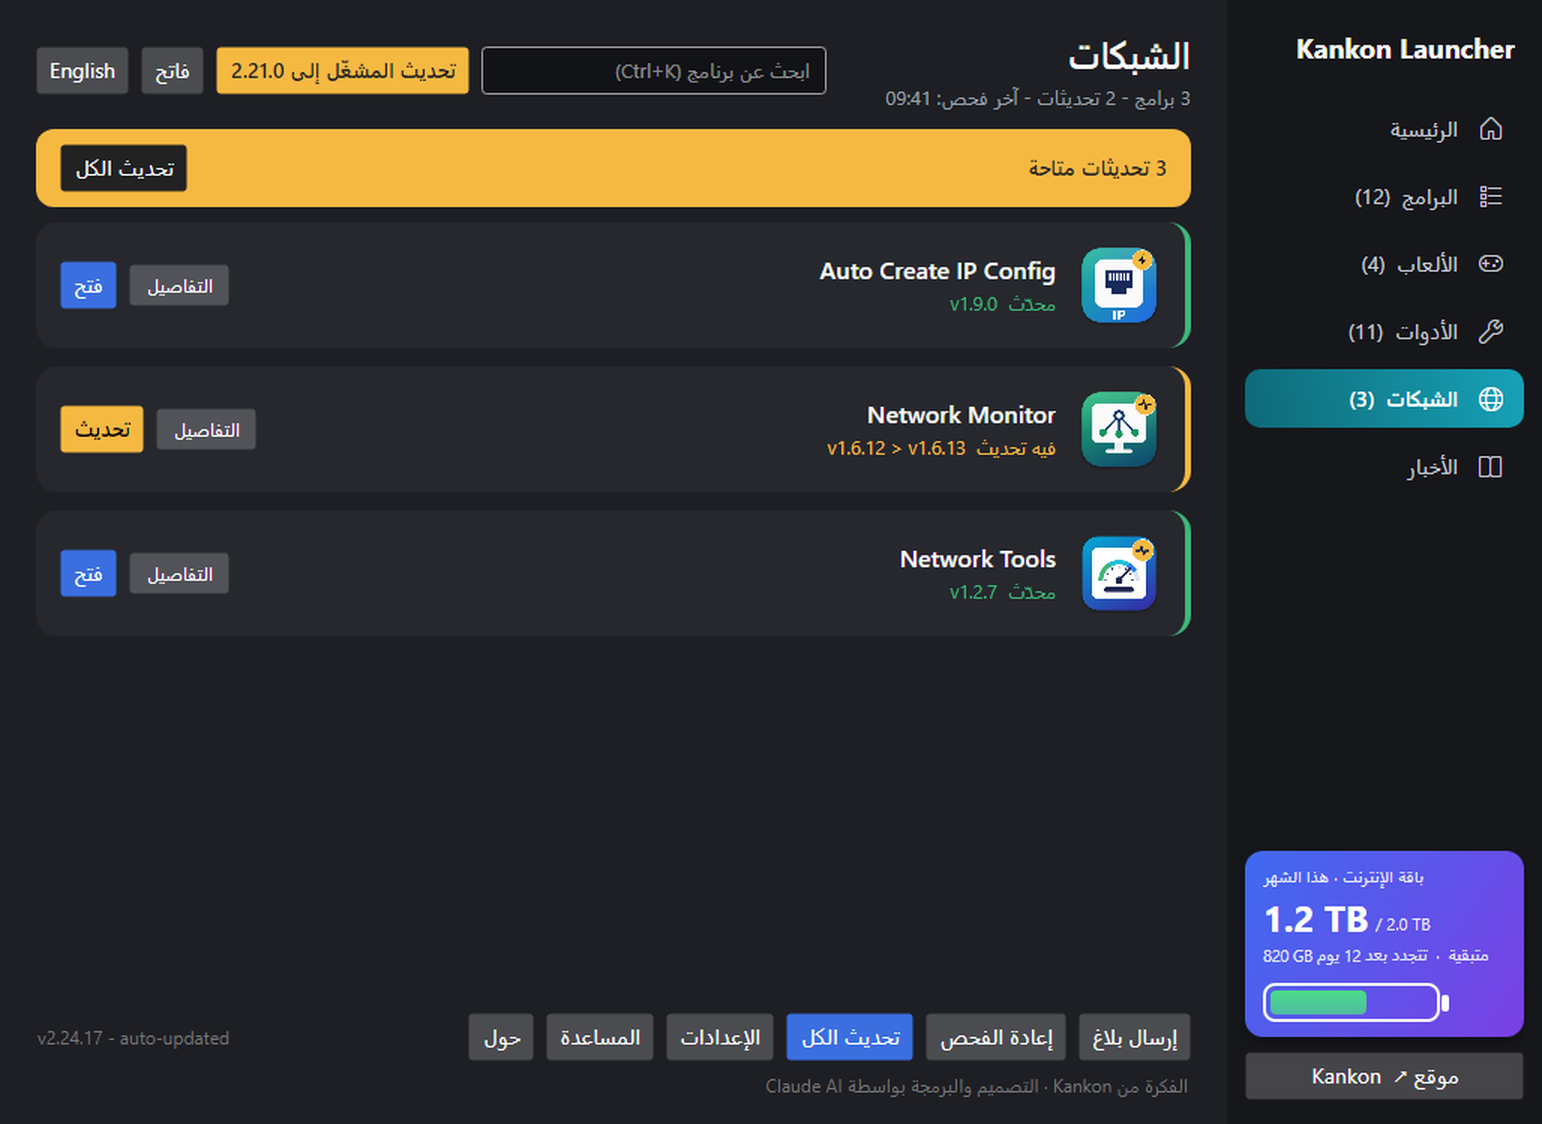 Kankon Launcher
الرئيسية
البرامج (12)
الألعاب (4)
الأدوات (11)
الشبكات (3)
الأخبار
باقة الإنترنت · هذا الشهر
1.2 TB / 2.0 TB
متبقية · تتجدد بعد 12 يوم 820 GB
موقع Kankon ↗
الشبكات
3 برامج - 2 تحديثات - آخر فحص: 09:41
ابحث عن برنامج (Ctrl+K)
تحديث المشغّل إلى 2.21.0
فاتح
English
3 تحديثات متاحة
تحديث الكل
Auto Create IP Config
محدّث v1.9.0
التفاصيل
فتح
IP
Network Monitor
فيه تحديث v1.6.12 > v1.6.13
التفاصيل
تحديث
Network Tools
محدّث v1.2.7
التفاصيل
فتح
إرسال بلاغ
إعادة الفحص
تحديث الكل
الإعدادات
المساعدة
حول
v2.24.17 - auto-updated
الفكرة من Kankon · التصميم والبرمجة بواسطة Claude AI